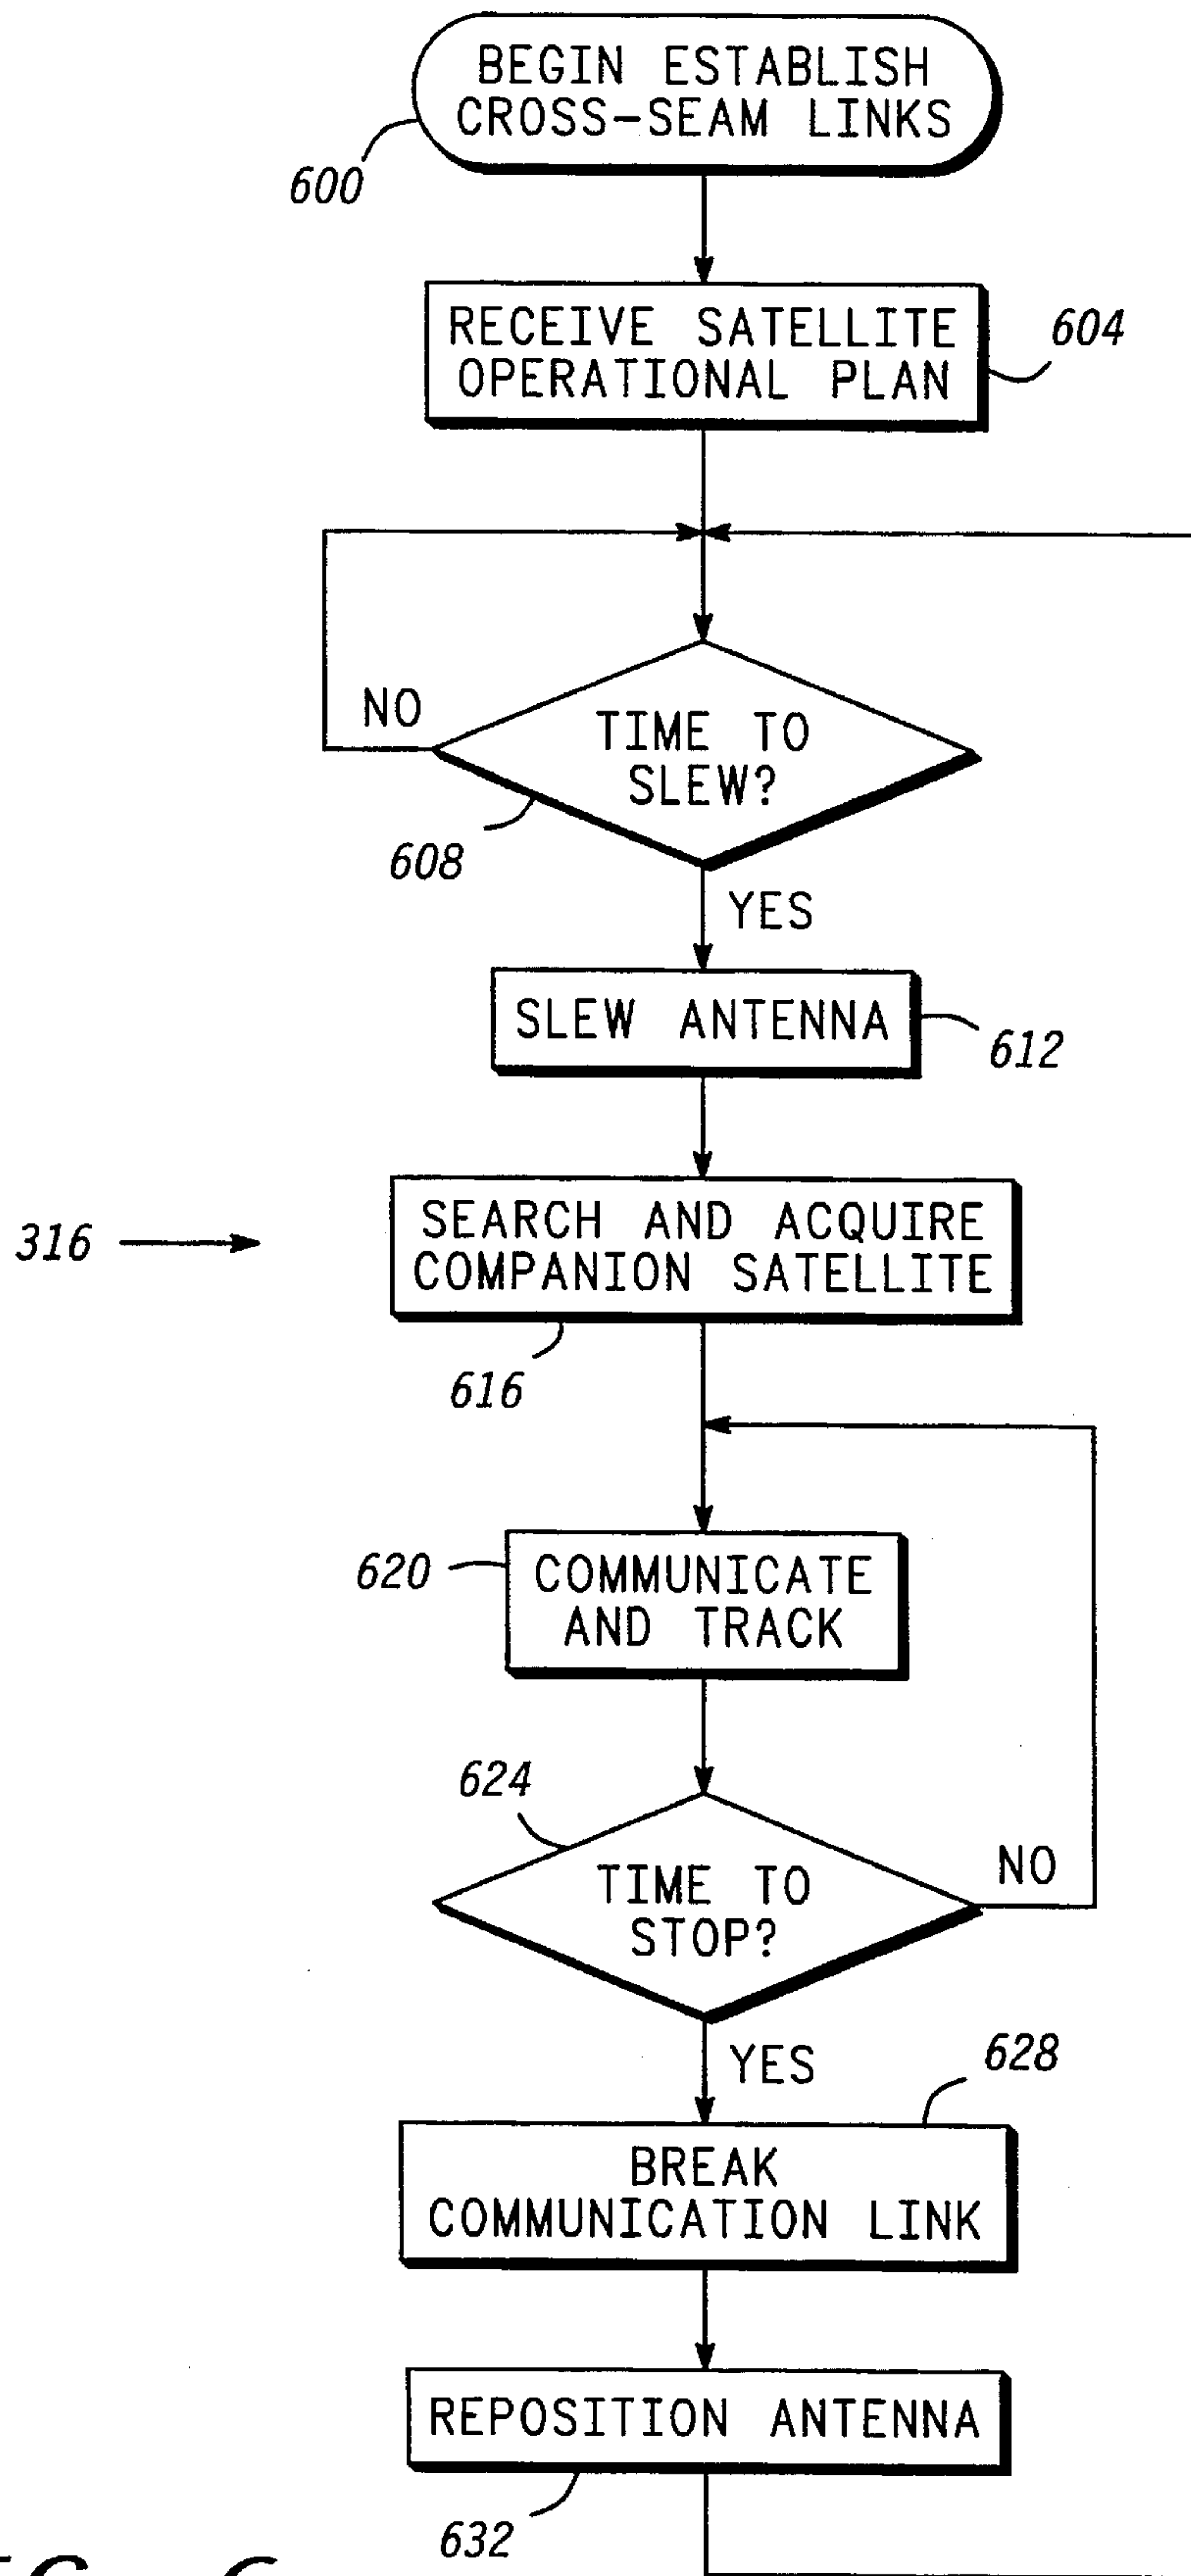 BEGIN ESTABLISH
CROSS-SEAM LINKS
600
RECEIVE SATELLITE
OPERATIONAL PLAN
604
NO
TIME TO
SLEW?
608
YES
SLEW ANTENNA
612
316
SEARCH AND ACQUIRE
COMPANION SATELLITE
616
620
COMMUNICATE
AND TRACK
624
TIME TO
STOP?
NO
YES
628
BREAK
COMMUNICATION LINK
REPOSITION ANTENNA
632